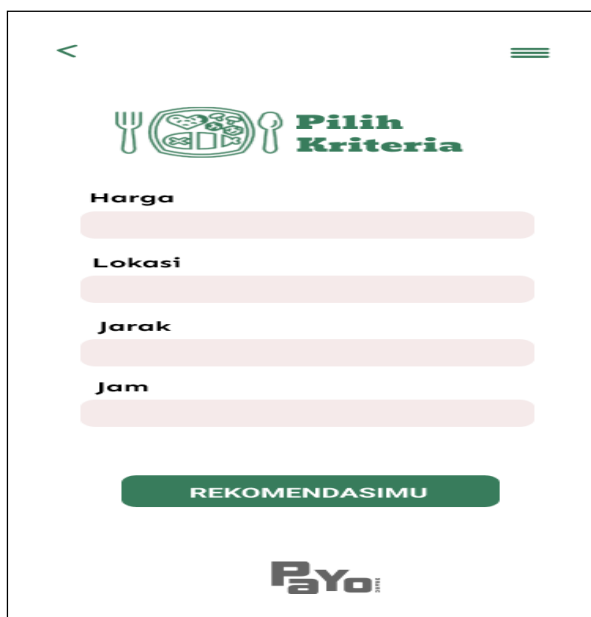 <
Pilih
Kriteria
Harga
Lokasi
Jarak
Jam
REKOMENDASIMU
PaYo